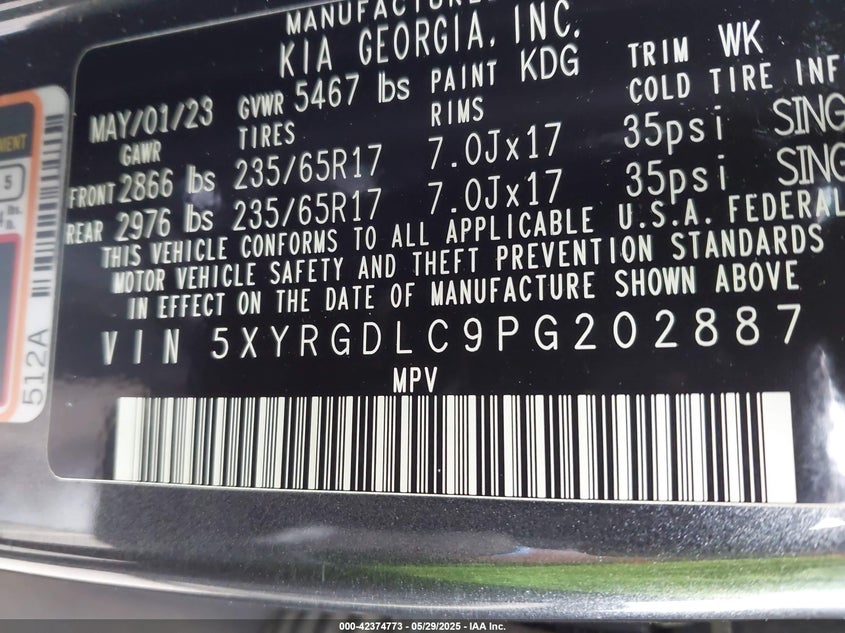 MANUFACTURE
KIA GEORGIA, INC.
MAY/01/23 GVWR 5467 lbs PAINT KDG TRIM WK
GAWR TIRES RIMS COLD TIRE INF
FRONT 2866 lbs 235/65R17 7.0Jx17 35psi SING
REAR 2976 lbs 235/65R17 7.0Jx17 35psi SING
THIS VEHICLE CONFORMS TO ALL APPLICABLE U.S.A. FEDERAL
MOTOR VEHICLE SAFETY AND THEFT PREVENTION STANDARDS
IN EFFECT ON THE DATE OF MANUFACTURE SHOWN ABOVE
VIN 5XYRGDLC9PG202887
MPV
5
512A
000-42374773 - 05/29/2025 - IAA Inc.